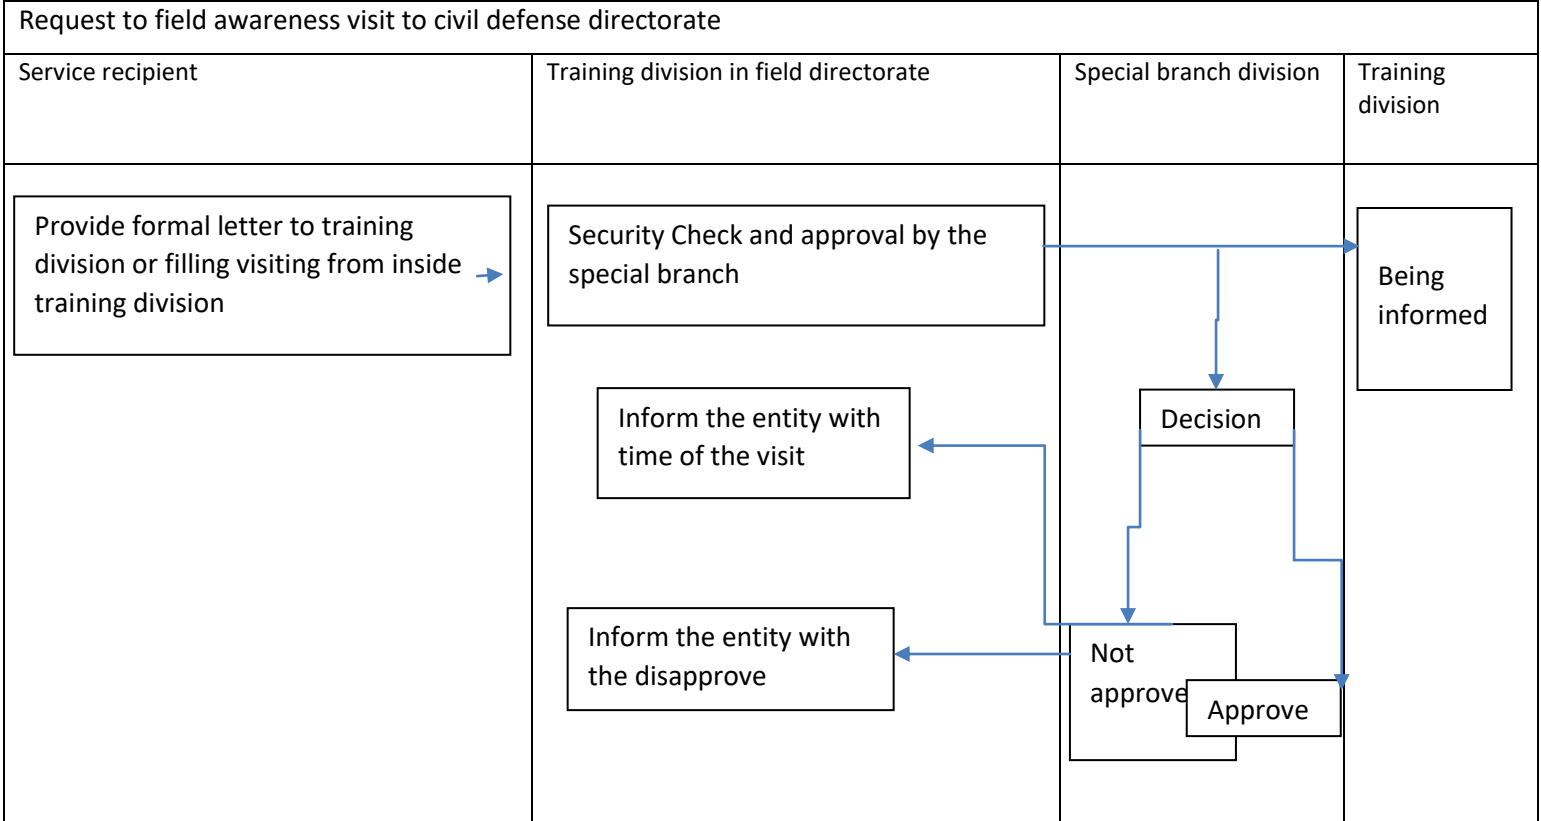 Request to field awareness visit to civil defense directorate
Service recipient
Training division in field directorate
Special branch division
Training
division
Provide formal letter to training
division or filling visiting from inside
training division
Security Check and approval by the
special branch
Being
informed
Inform the entity with
time of the visit
Decision
Inform the entity with
the disapprove
Not
approve
Approve